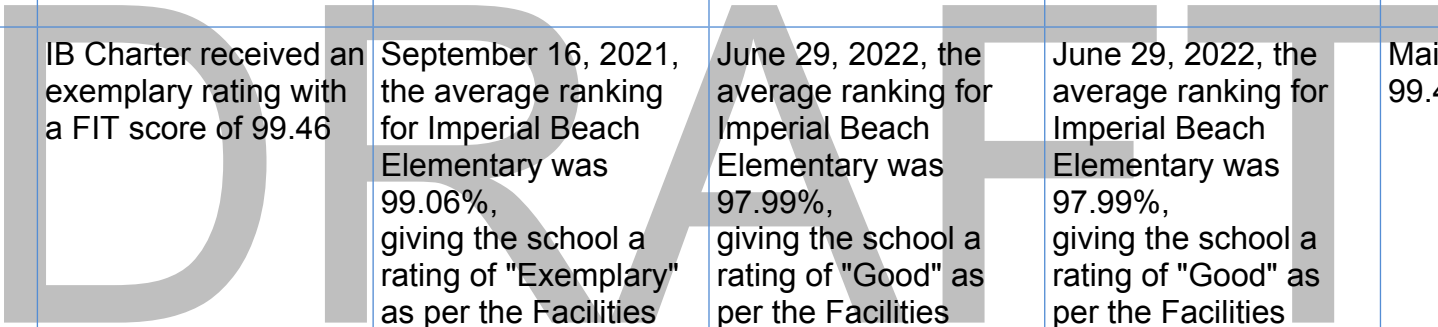 DRAFT
IB Charter received an
exemplary rating with
a FIT score of 99.46
September 16, 2021,
the average ranking
for Imperial Beach
Elementary was
99.06%,
giving the school a
rating of "Exemplary"
as per the Facilities
June 29, 2022, the
average ranking for
Imperial Beach
Elementary was
97.99%,
giving the school a
rating of "Good" as
per the Facilities
June 29, 2022, the
average ranking for
Imperial Beach
Elementary was
97.99%,
giving the school a
rating of "Good" as
per the Facilities